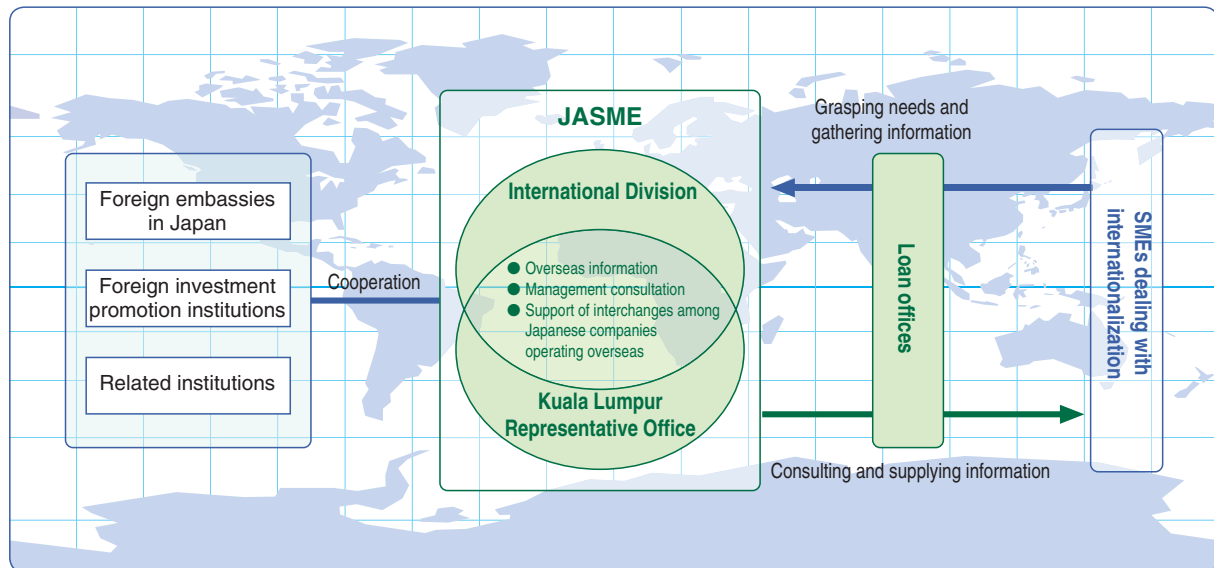 Foreign embassies
in Japan
Foreign investment
promotion institutions
Related institutions
Cooperation
JASME
International Division
● Overseas information
● Management consultation
● Support of interchanges among
Japanese companies
operating overseas
Kuala Lumpur
Representative Office
Grasping needs and
gathering information
Loan offices
Consulting and supplying information
SMEs dealing with
internationalization